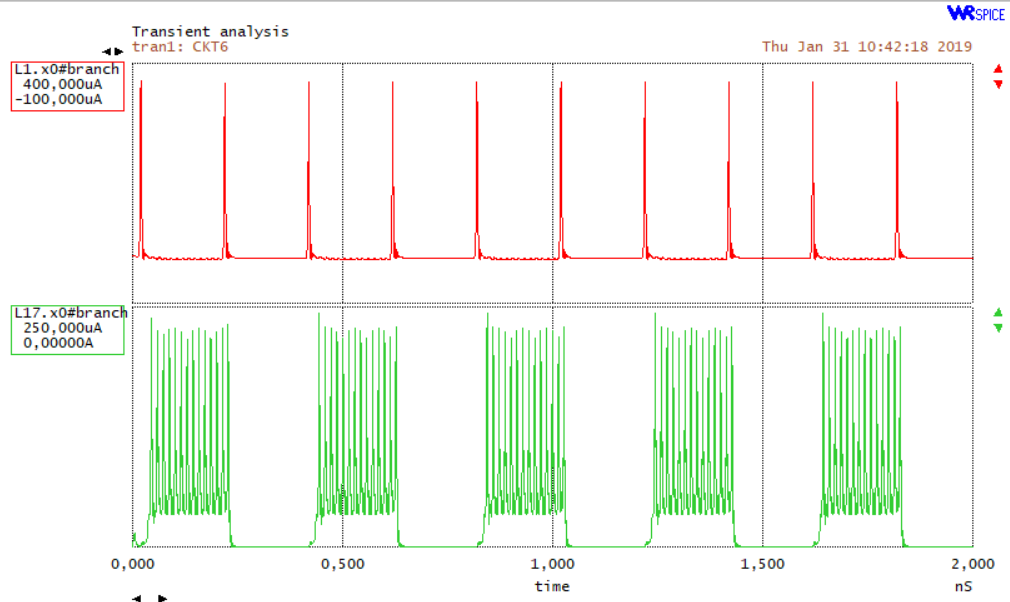 WRSPICE
Transient analysis
tran1: CKT6 Thu Jan 31 10:42:18 2019
L1.x0#branch
400,000uA
-100,000uA
L17.x0#branch
250,000uA
0,00000A
0,000 0,500 1,000 1,500 2,000
time nS